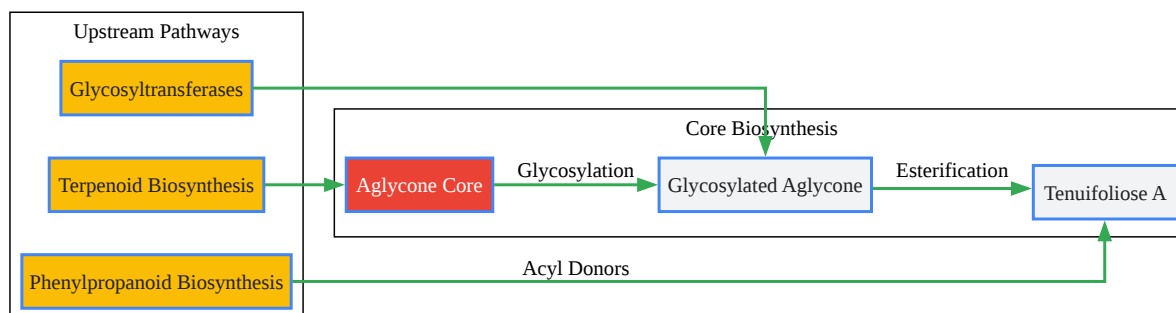 Upstream Pathways
Glycosyltransferases
Core Biosynthesis
Terpenoid Biosynthesis
Aglycone Core
Glycosylation
Glycosylated Aglycone
Esterification
Tenuifoliose A
Phenylpropanoid Biosynthesis
Acyl Donors